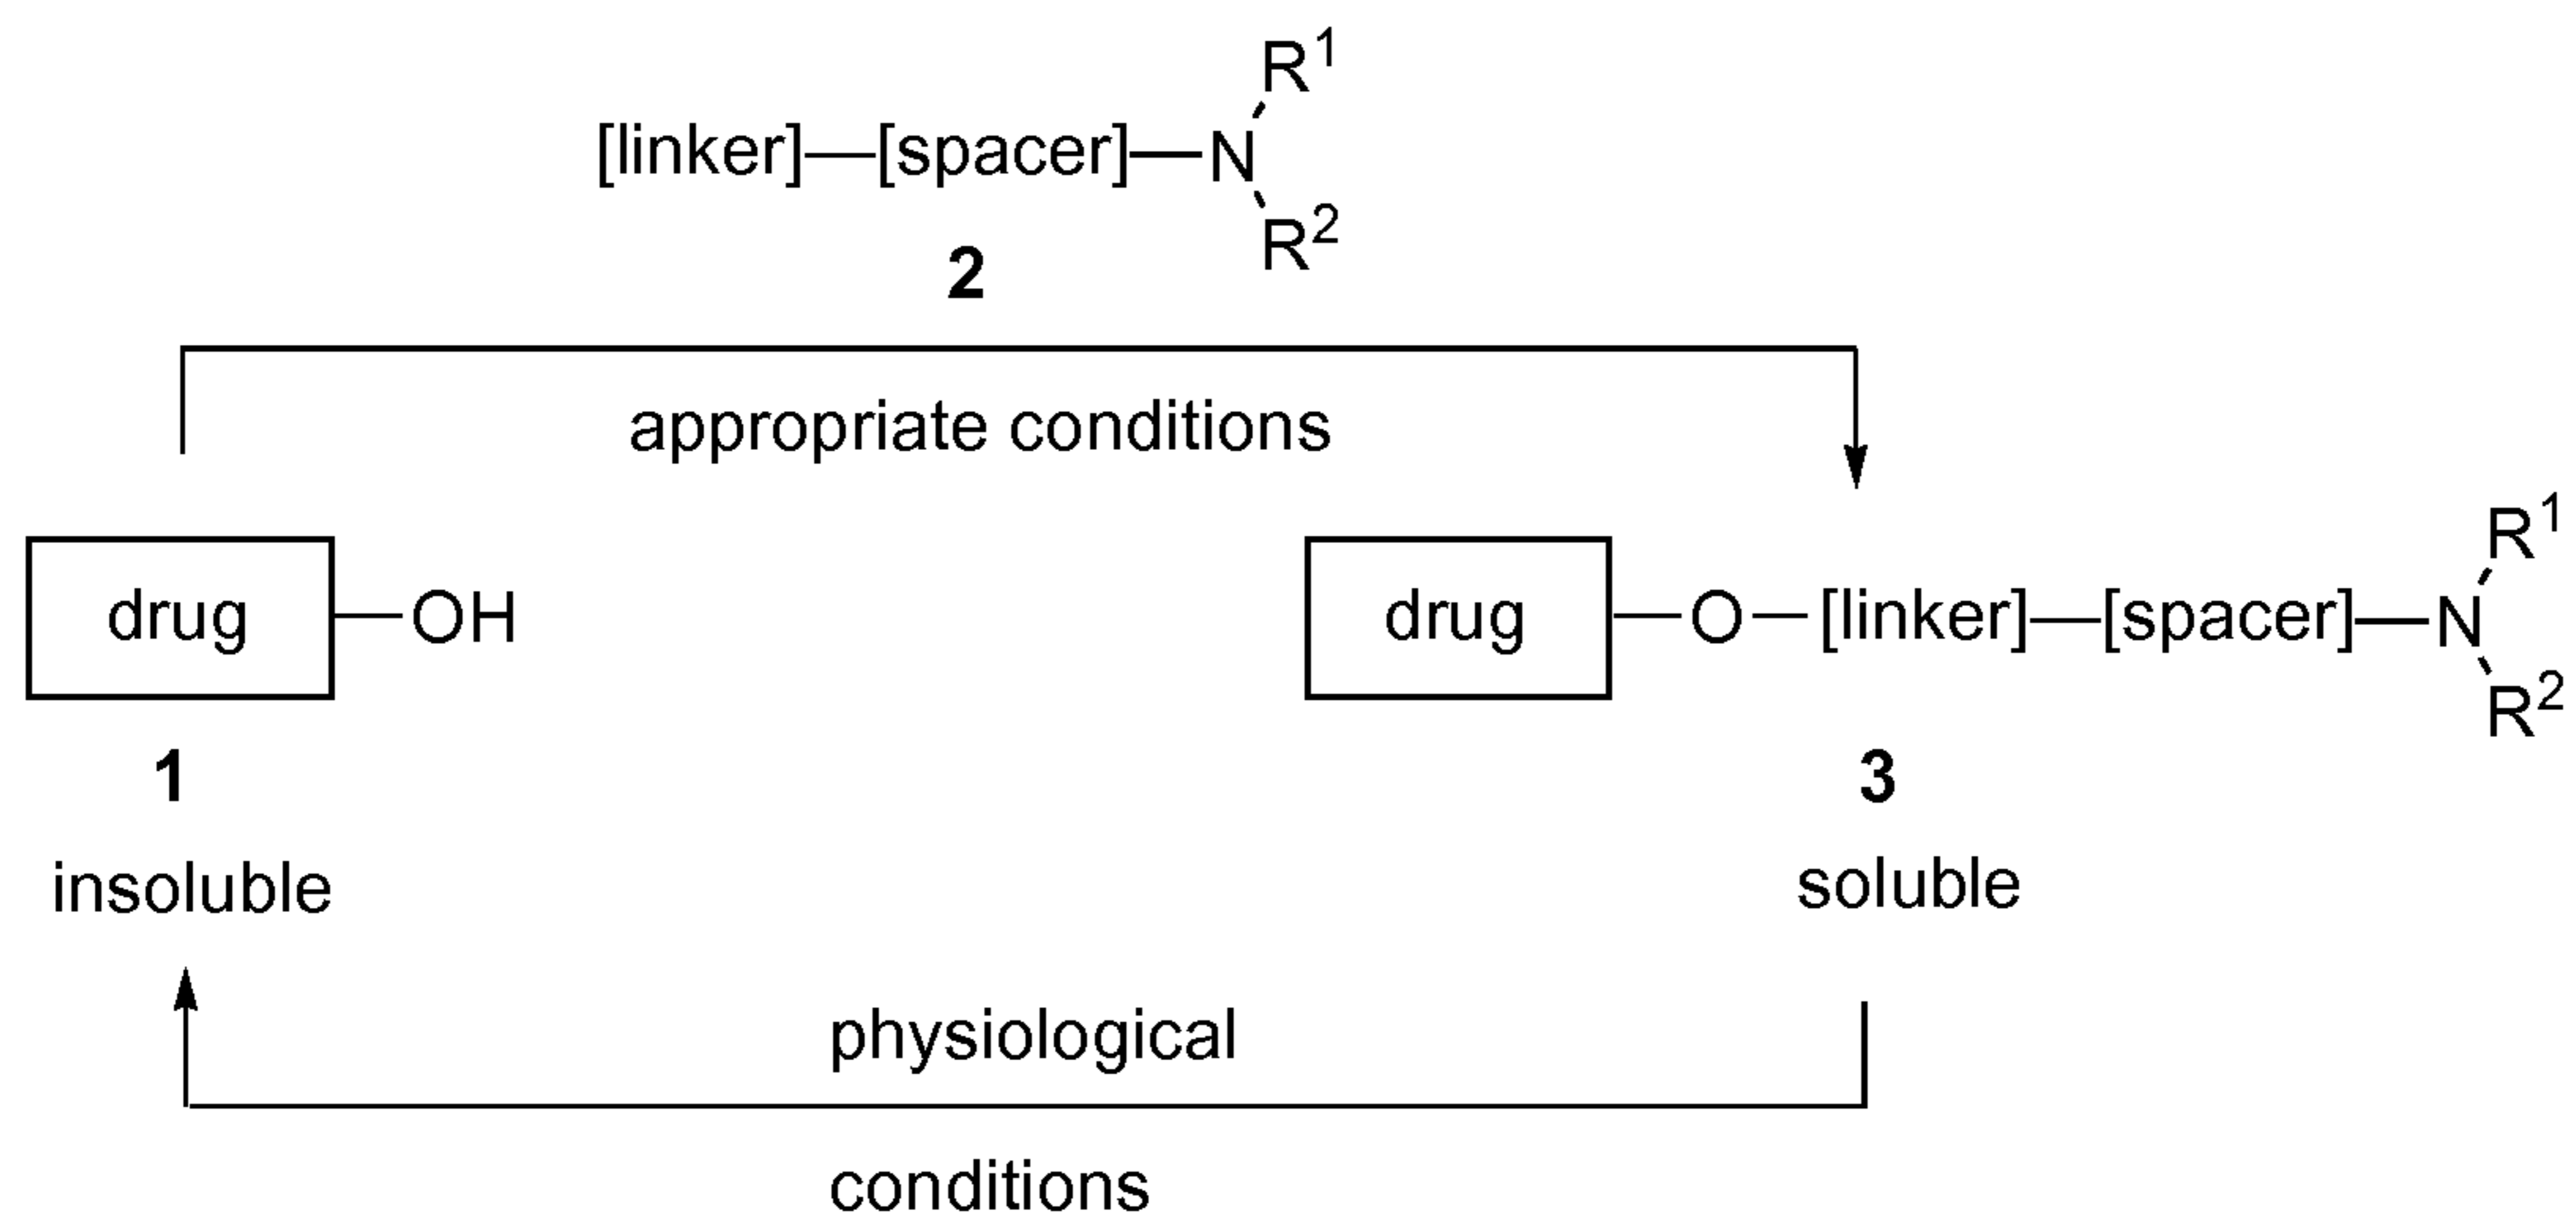 R1
[linker]—[spacer]—N
R2
2
appropriate conditions
drug—OH
drug—O—[linker]—[spacer]—N
R1
R2
1
3
insoluble
soluble
physiological
conditions